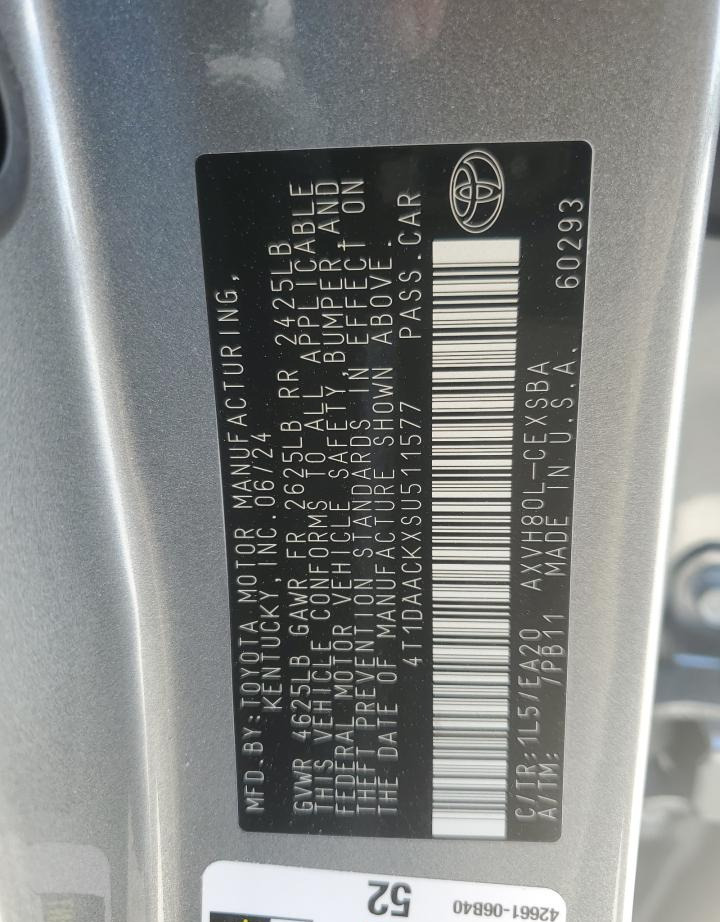 MFD.BY:TOYOTA MOTOR MANUFACTURING,
KENTUCKY, INC.06/24
GVWR 4625LB GAWR FR 2625LB RR 2425LB
THIS VEHICLE CONFORMS TO ALL APPLICABLE
FEDERAL MOTOR VEHICLE SAFETY,BUMPER,AND
THEFT PREVENTION STANDARDS IN EFFECT ON
THE DATE OF MANUFACTURE SHOWN ABOVE.
4T1DAACKXSU511577 PASS.CAR
C/TR:1L5/EA20 AXVH80L-CEXSBA
A/TM: /PB11 MADE IN U.S.A.
60293
52
42661-06B40